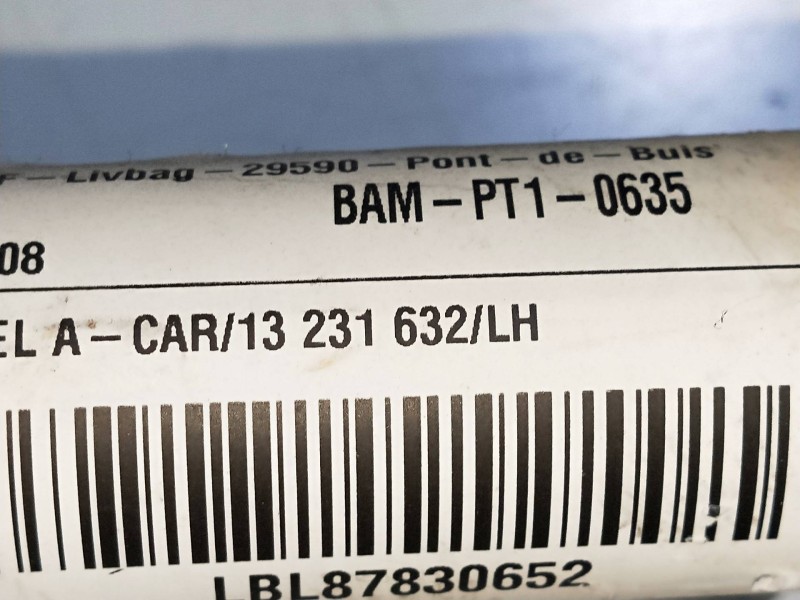 F - Livbag - 29590 - Pont - de - Buis
BAM - PT1 - 0635
08
EL A - CAR/13 231 632/LH
LBL87830652